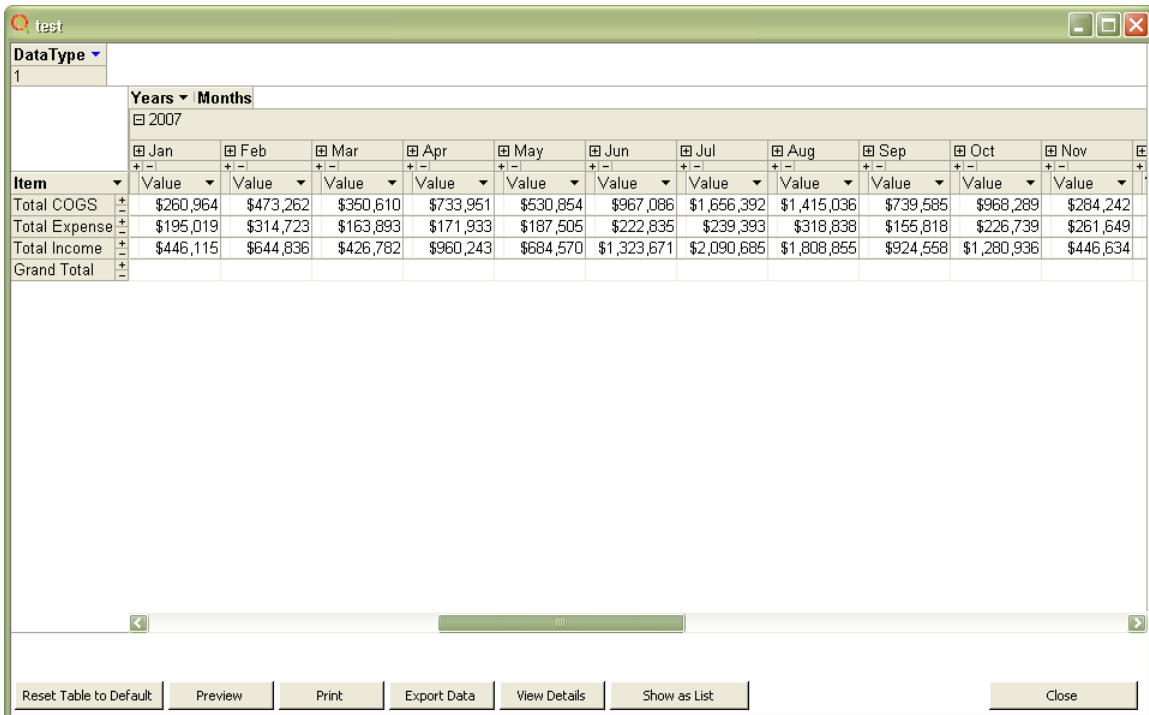 test
DataType
1
Years Months
2007
Jan Feb Mar Apr May Jun Jul Aug Sep Oct Nov
Item Value Value Value Value Value Value Value Value Value Value Value
Total COGS $260,964 $473,262 $350,610 $733,951 $530,854 $967,086 $1,656,392 $1,415,036 $739,585 $968,289 $284,242
Total Expense $195,019 $314,723 $163,893 $171,933 $187,505 $222,835 $239,393 $318,838 $155,818 $226,739 $261,649
Total Income $446,115 $644,836 $426,782 $960,243 $684,570 $1,323,671 $2,090,685 $1,808,855 $924,558 $1,280,936 $446,634
Grand Total
Reset Table to Default Preview Print Export Data View Details Show as List Close